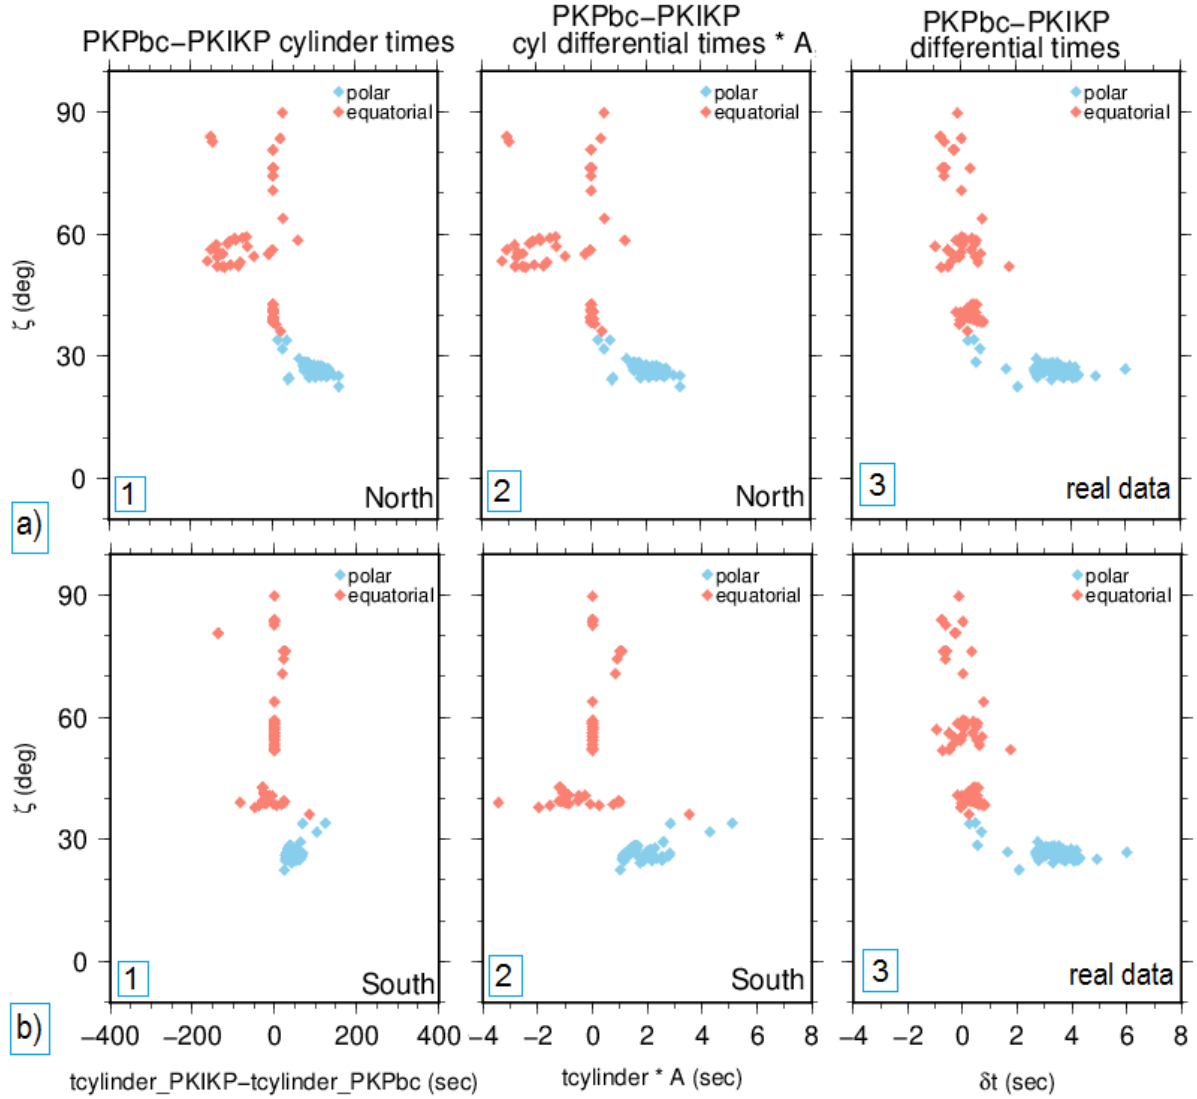 PKPbc−PKIKP cylinder times
PKPbc−PKIKP
cyl differential times * A
PKPbc−PKIKP
differential times
polar
equatorial
polar
equatorial
polar
equatorial
90
60
30
0
ζ (deg)
1
North
2
North
3
real data
a)
polar
equatorial
polar
equatorial
polar
equatorial
90
60
30
0
ζ (deg)
1
South
2
South
3
real data
b)
−400 −200 0 200 400
−4 −2 0 2 4 6 8
−4 −2 0 2 4 6 8
tcylinder_PKIKP−tcylinder_PKPbc (sec)
tcylinder * A (sec)
δt (sec)